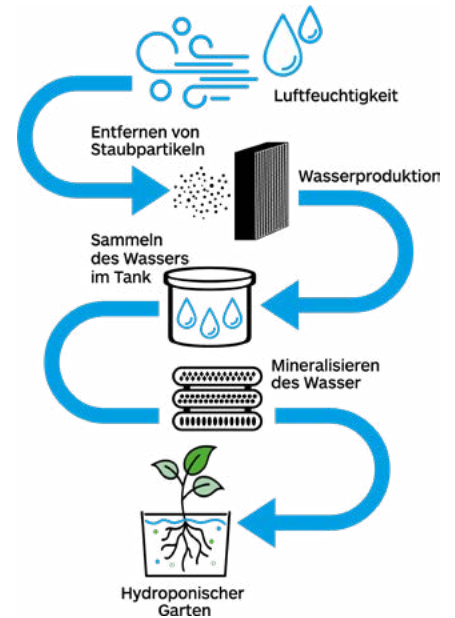 Luftfeuchtigkeit
Entfernen von
Staubpartikeln
Wasserproduktion
Sammeln
des Wassers
im Tank
Mineralisieren
des Wasser
Hydroponischer
Garten